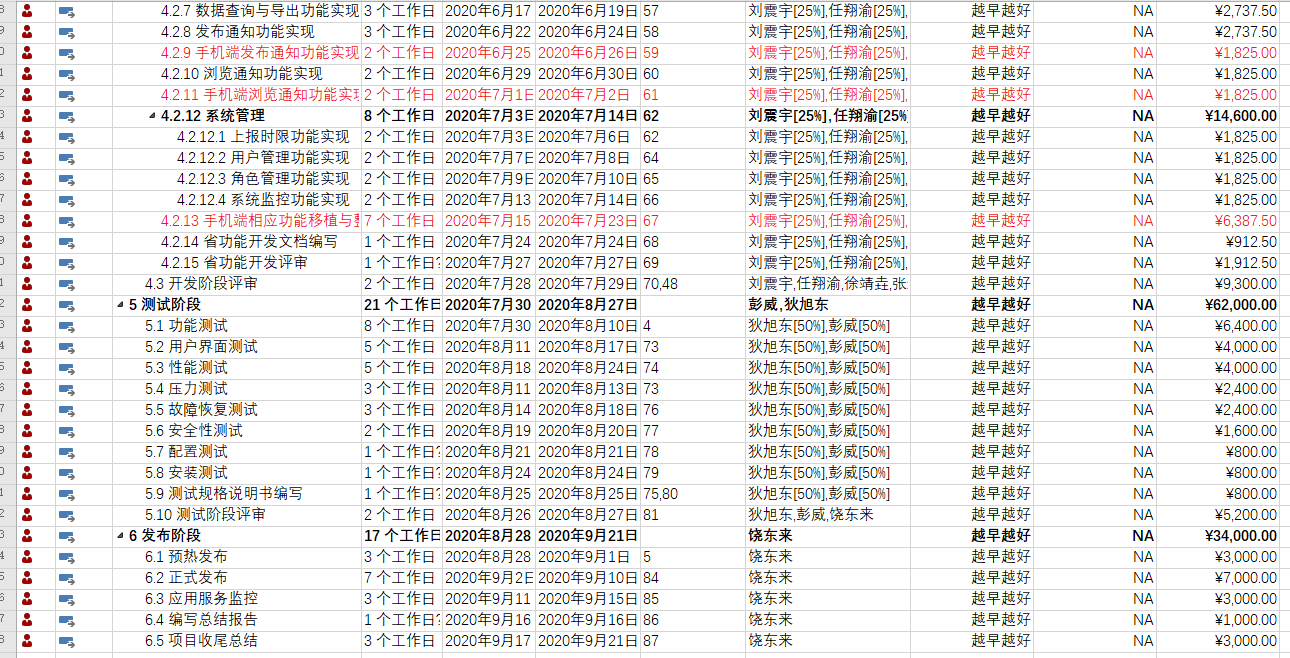 8 4.2.7 数据查询与导出功能实现 3 个工作日 2020年6月17 2020年6月19日 57 刘震宇[25%],任翔渝[25%], 越早越好 NA ¥2,737.50
9 4.2.8 发布通知功能实现 3 个工作日 2020年6月22 2020年6月24日 58 刘震宇[25%],任翔渝[25%], 越早越好 NA ¥2,737.50
0 4.2.9 手机端发布通知功能实现 2 个工作日 2020年6月25 2020年6月26日 59 刘震宇[25%],任翔渝[25%], 越早越好 NA ¥1,825.00
1 4.2.10 浏览通知功能实现 2 个工作日 2020年6月29 2020年6月30日 60 刘震宇[25%],任翔渝[25%], 越早越好 NA ¥1,825.00
2 4.2.11 手机端浏览通知功能实现 2 个工作日 2020年7月1日 2020年7月2日 61 刘震宇[25%],任翔渝[25%], 越早越好 NA ¥1,825.00
3 4.2.12 系统管理 8 个工作日 2020年7月3日 2020年7月14日 62 刘震宇[25%],任翔渝[25% 越早越好 NA ¥14,600.00
4 4.2.12.1 上报时限功能实现 2 个工作日 2020年7月3日 2020年7月6日 62 刘震宇[25%],任翔渝[25%], 越早越好 NA ¥1,825.00
5 4.2.12.2 用户管理功能实现 2 个工作日 2020年7月7日 2020年7月8日 64 刘震宇[25%],任翔渝[25%], 越早越好 NA ¥1,825.00
6 4.2.12.3 角色管理功能实现 2 个工作日 2020年7月9日 2020年7月10日 65 刘震宇[25%],任翔渝[25%], 越早越好 NA ¥1,825.00
7 4.2.12.4 系统监控功能实现 2 个工作日 2020年7月13 2020年7月14日 66 刘震宇[25%],任翔渝[25%], 越早越好 NA ¥1,825.00
8 4.2.13 手机端相应功能移植与整 7 个工作日 2020年7月15 2020年7月23日 67 刘震宇[25%],任翔渝[25%], 越早越好 NA ¥6,387.50
9 4.2.14 省功能开发文档编写 1 个工作日 2020年7月24 2020年7月24日 68 刘震宇[25%],任翔渝[25%], 越早越好 NA ¥912.50
0 4.2.15 省功能开发评审 1 个工作日? 2020年7月27 2020年7月27日 69 刘震宇[25%],任翔渝[25%], 越早越好 NA ¥1,912.50
1 4.3 开发阶段评审 2 个工作日 2020年7月28 2020年7月29日 70,48 刘震宇,任翔渝,徐靖垚,张 越早越好 NA ¥9,300.00
2 5 测试阶段 21 个工作日 2020年7月30 2020年8月27日 彭威,狄旭东 越早越好 NA ¥62,000.00
3 5.1 功能测试 8 个工作日 2020年7月30 2020年8月10日 4 狄旭东[50%],彭威[50%] 越早越好 NA ¥6,400.00
4 5.2 用户界面测试 5 个工作日 2020年8月11 2020年8月17日 73 狄旭东[50%],彭威[50%] 越早越好 NA ¥4,000.00
5 5.3 性能测试 5 个工作日 2020年8月18 2020年8月24日 74 狄旭东[50%],彭威[50%] 越早越好 NA ¥4,000.00
6 5.4 压力测试 3 个工作日 2020年8月11 2020年8月13日 73 狄旭东[50%],彭威[50%] 越早越好 NA ¥2,400.00
7 5.5 故障恢复测试 3 个工作日 2020年8月14 2020年8月18日 76 狄旭东[50%],彭威[50%] 越早越好 NA ¥2,400.00
8 5.6 安全性测试 2 个工作日 2020年8月19 2020年8月20日 77 狄旭东[50%],彭威[50%] 越早越好 NA ¥1,600.00
9 5.7 配置测试 1 个工作日? 2020年8月21 2020年8月21日 78 狄旭东[50%],彭威[50%] 越早越好 NA ¥800.00
0 5.8 安装测试 1 个工作日? 2020年8月24 2020年8月24日 79 狄旭东[50%],彭威[50%] 越早越好 NA ¥800.00
1 5.9 测试规格说明书编写 1 个工作日? 2020年8月25 2020年8月25日 75,80 狄旭东[50%],彭威[50%] 越早越好 NA ¥800.00
2 5.10 测试阶段评审 2 个工作日 2020年8月26 2020年8月27日 81 狄旭东,彭威,饶东来 越早越好 NA ¥5,200.00
3 6 发布阶段 17 个工作日 2020年8月28 2020年9月21日 饶东来 越早越好 NA ¥34,000.00
4 6.1 预热发布 3 个工作日 2020年8月28 2020年9月1日 5 饶东来 越早越好 NA ¥3,000.00
5 6.2 正式发布 7 个工作日 2020年9月2日 2020年9月10日 84 饶东来 越早越好 NA ¥7,000.00
6 6.3 应用服务监控 3 个工作日 2020年9月11 2020年9月15日 85 饶东来 越早越好 NA ¥3,000.00
7 6.4 编写总结报告 1 个工作日? 2020年9月16 2020年9月16日 86 饶东来 越早越好 NA ¥1,000.00
8 6.5 项目收尾总结 3 个工作日 2020年9月17 2020年9月21日 87 饶东来 越早越好 NA ¥3,000.00